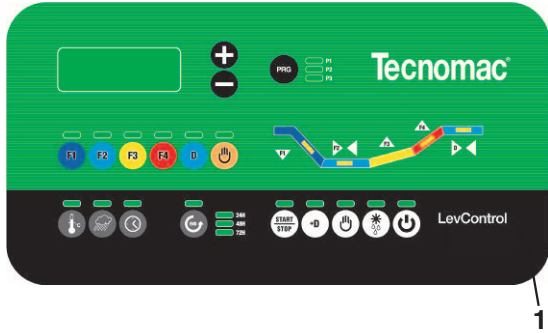 Tecnomac®
PRG
P1
P2
P3
F1 F2 F3 F4 D
F1 F2 F3 F4 D
°C
24H
48H
72H
START
STOP
+D
LevControl
1